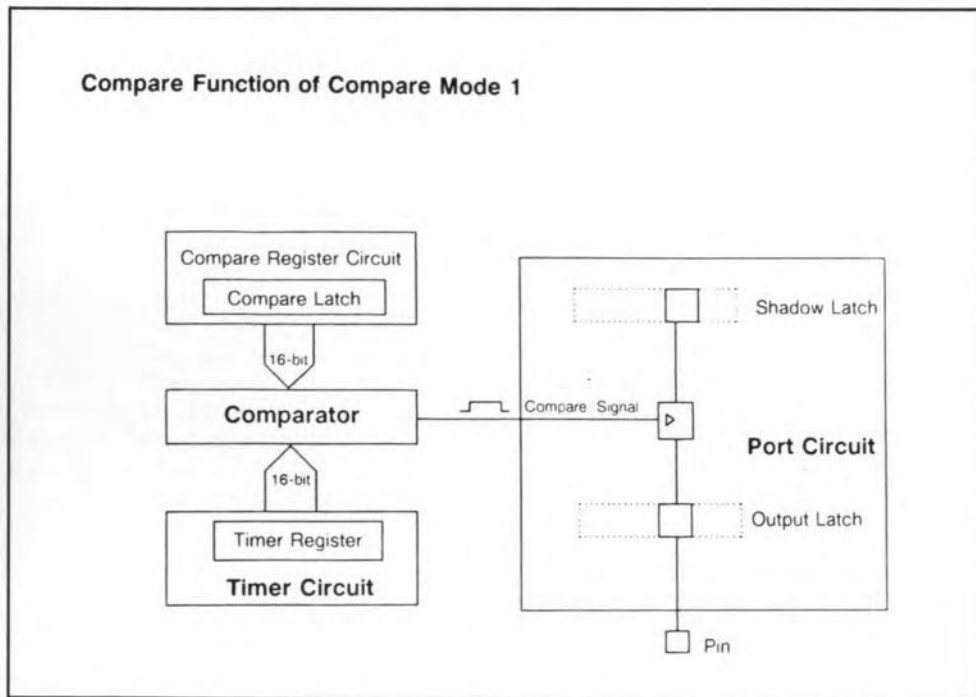 Compare Function of Compare Mode 1
Compare Register Circuit
Compare Latch
16-bit
Comparator
16-bit
Timer Register
Timer Circuit
Compare Signal
Shadow Latch
Port Circuit
Output Latch
Pin